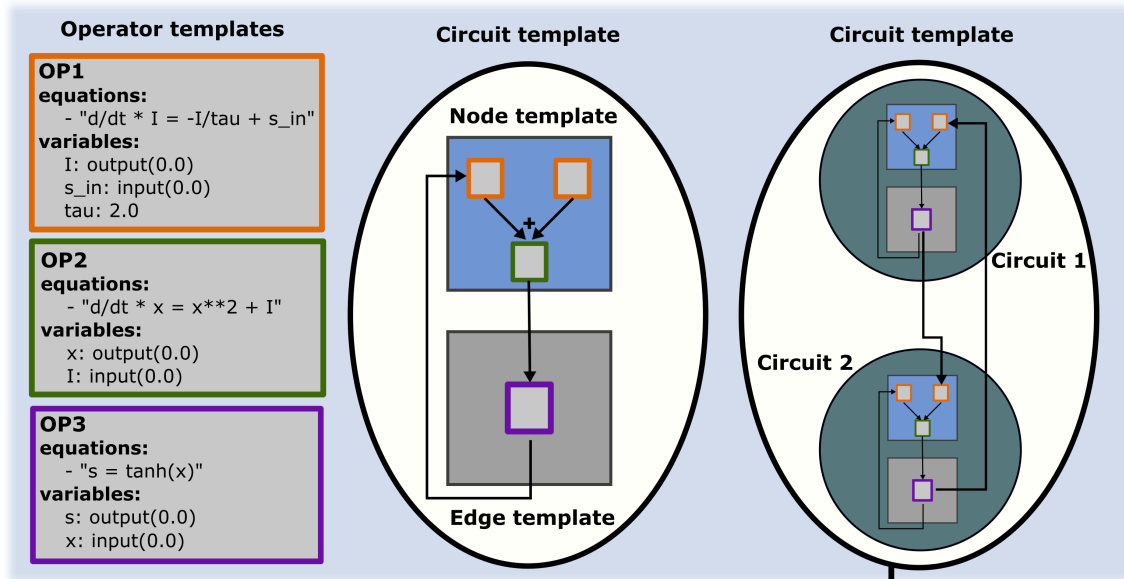 Operator templates
OP1
equations:
- "d/dt * I = -I/tau + s_in"
variables:
I: output(0.0)
s_in: input(0.0)
tau: 2.0
OP2
equations:
- "d/dt * x = x**2 + I"
variables:
x: output(0.0)
I: input(0.0)
OP3
equations:
- "s = tanh(x)"
variables:
s: output(0.0)
x: input(0.0)
Circuit template
Node template
+
Edge template
Circuit template
Circuit 1
Circuit 2